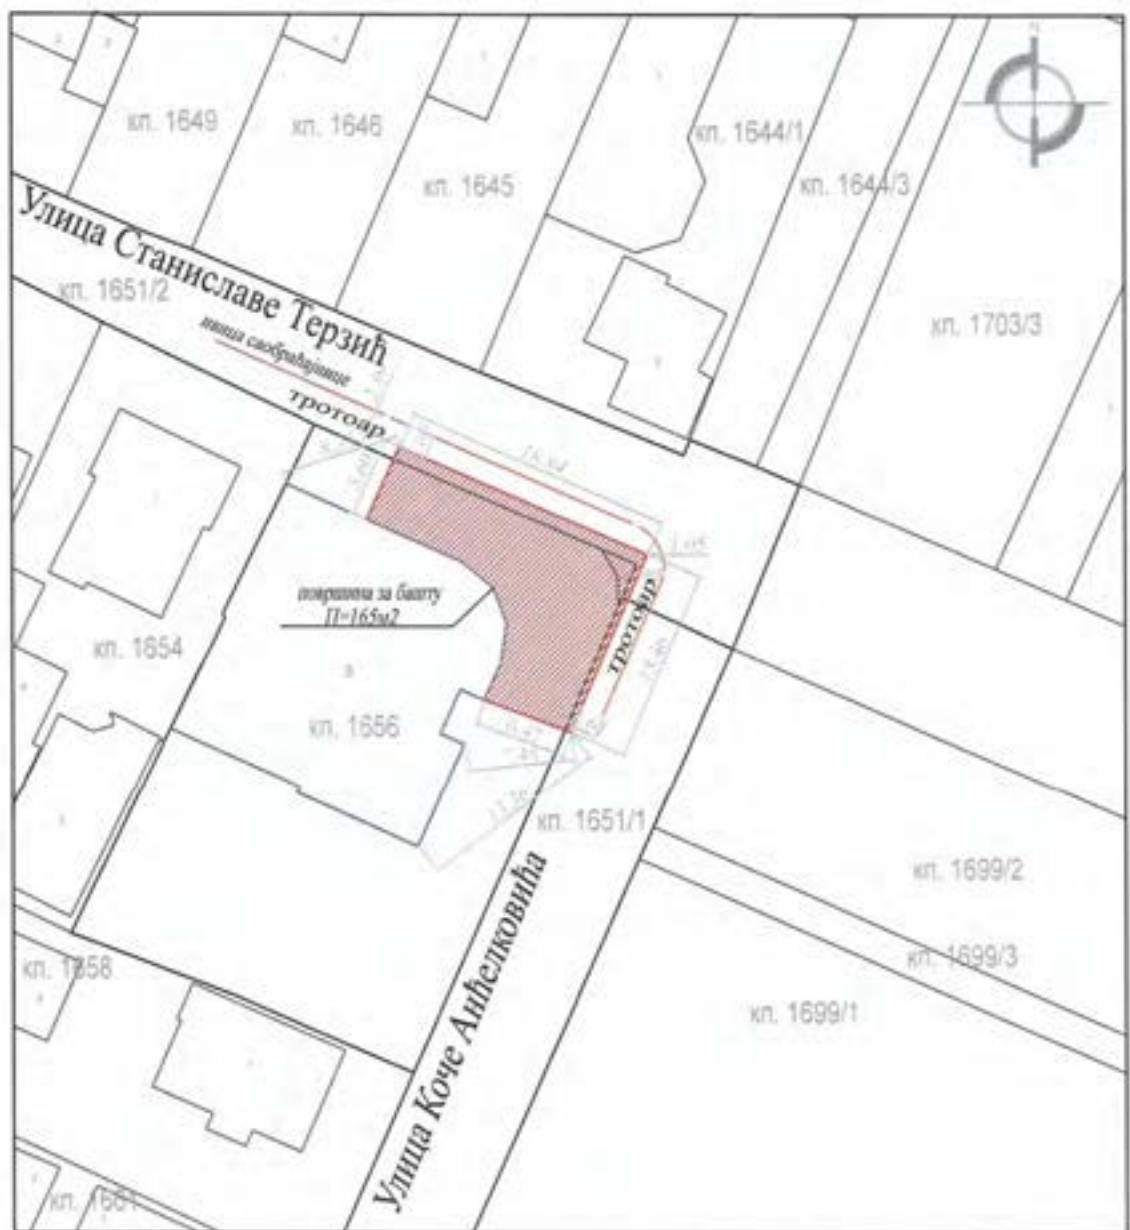 кп. 1649
кп. 1646
кп. 1645
кп. 1644/1
кп. 1644/3
кп. 1703/3
Улица Станиславе Терзић
кп. 1651/2
ивица саобраћајнице
тротоар
површина за башту
П=165м2
тротоар
кп. 1654
кп. 1656
кп. 1651/1
кп. 1699/2
кп. 1699/3
кп. 1699/1
Улица Коче Анђелковића
кп. 1658
кп. 1661